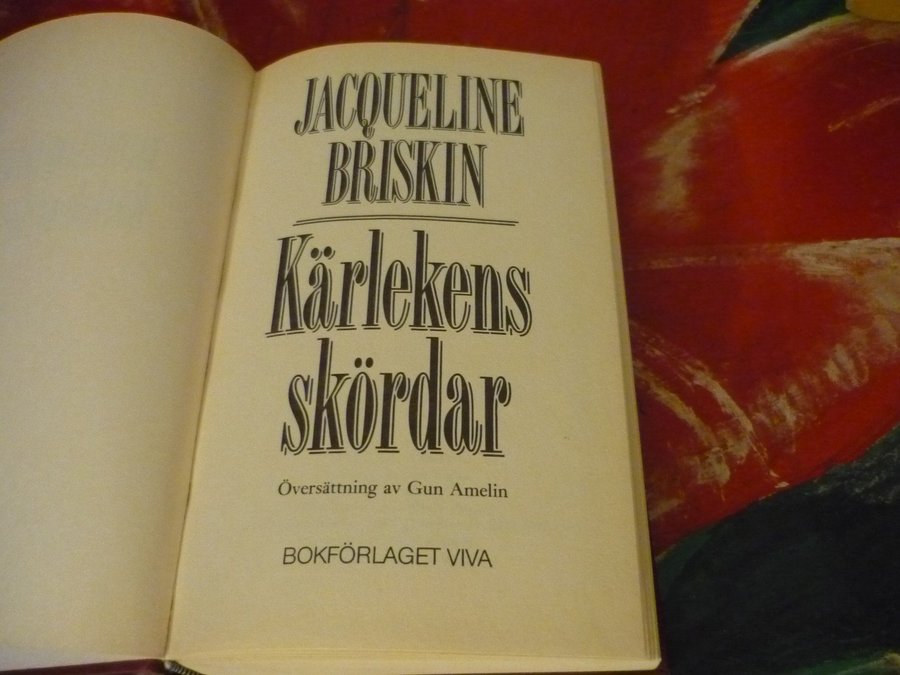 JACQUELINE
BRISKIN
Kärlekens
skördar
Översättning av Gun Amelin
BOKFÖRLAGET VIVA